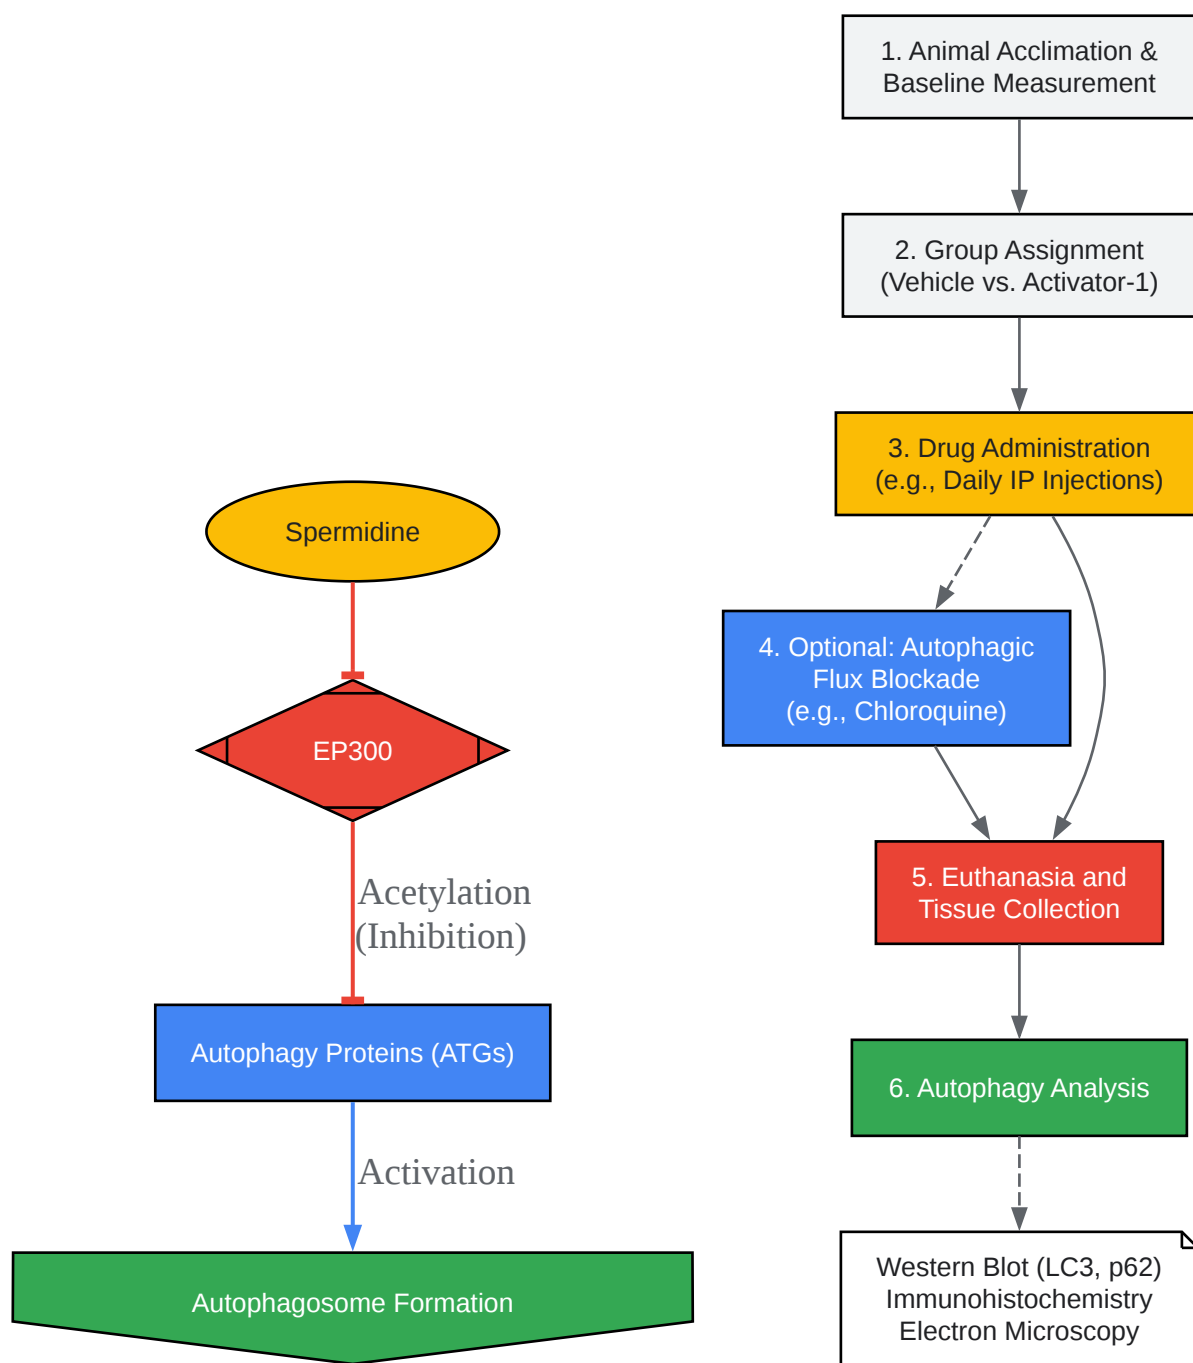 Spermidine
EP300
Acetylation
(Inhibition)
Autophagy Proteins (ATGs)
Activation
Autophagosome Formation
1. Animal Acclimation &
Baseline Measurement
2. Group Assignment
(Vehicle vs. Activator-1)
3. Drug Administration
(e.g., Daily IP Injections)
4. Optional: Autophagic
Flux Blockade
(e.g., Chloroquine)
5. Euthanasia and
Tissue Collection
6. Autophagy Analysis
Western Blot (LC3, p62)
Immunohistochemistry
Electron Microscopy